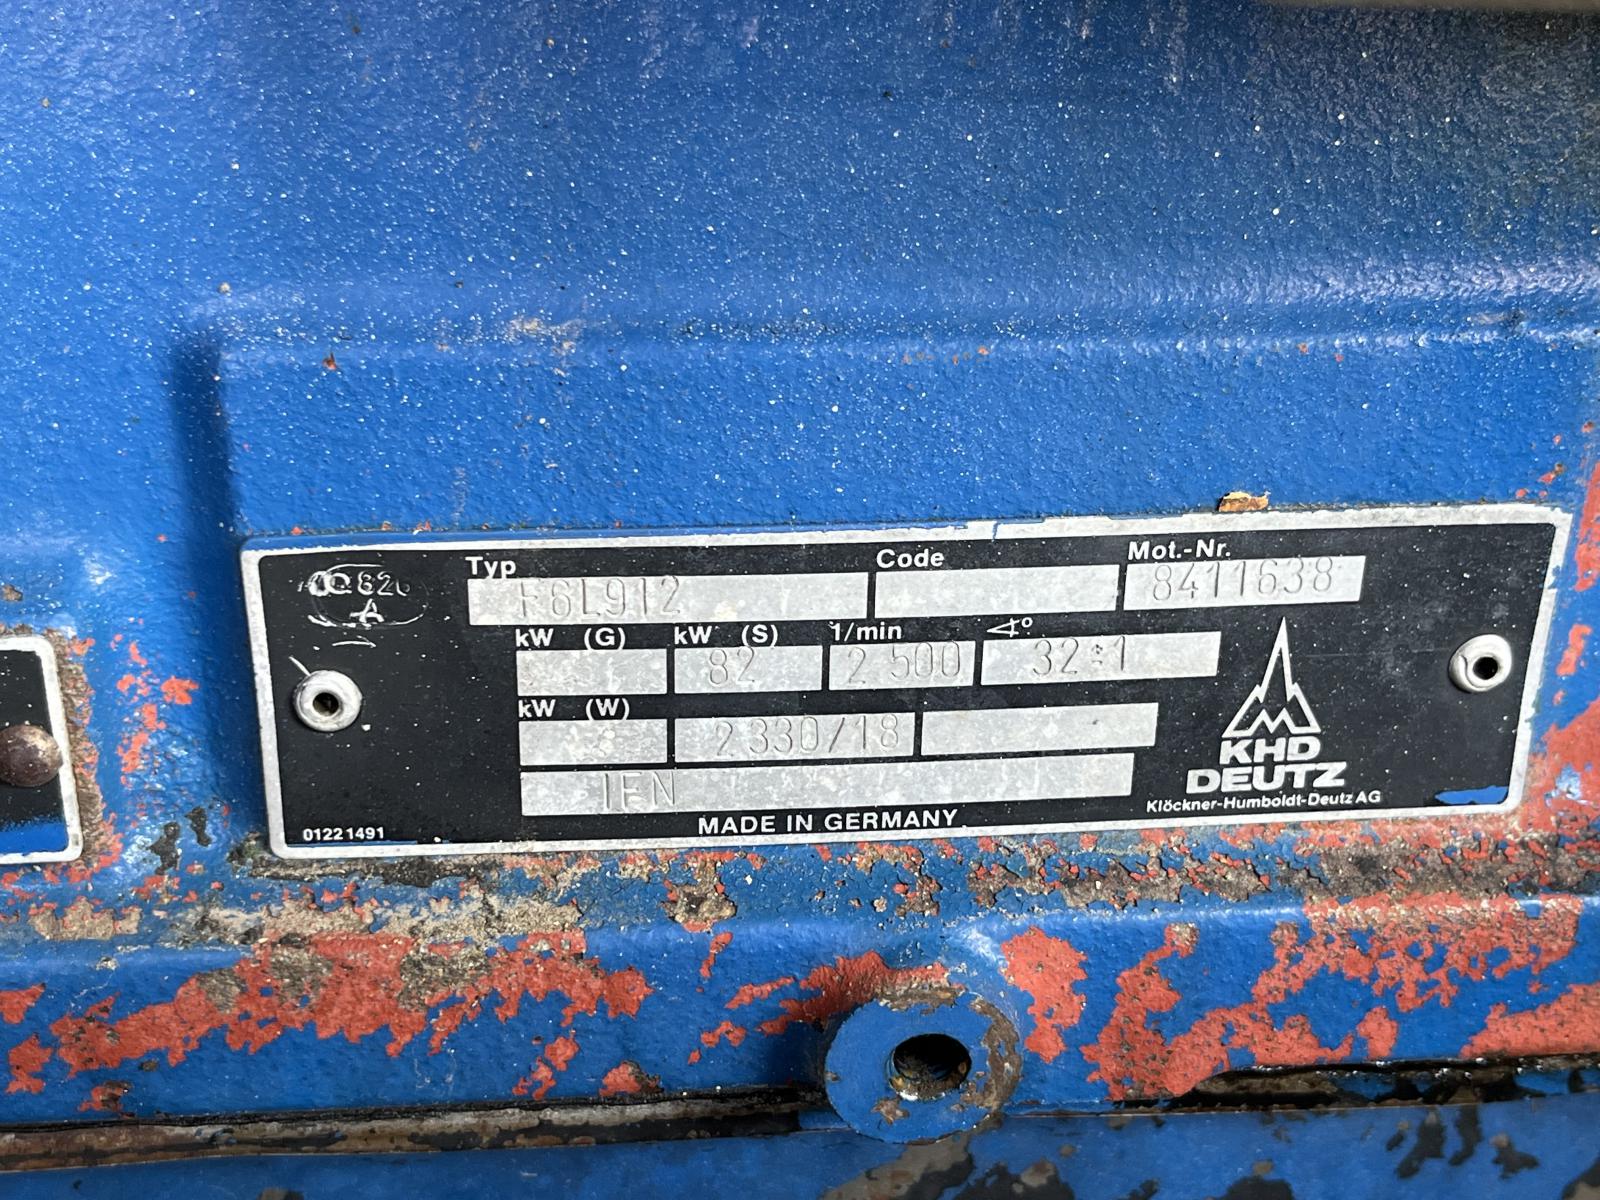 Typ Code Mot.-Nr.
F6L912 8411638
kW (G) kW (S) 1/min ∢°
82 2 500 32:1
kW (W)
2 330/18
IFN
KHD
DEUTZ
Klöckner-Humboldt-Deutz AG
MADE IN GERMANY
01221491